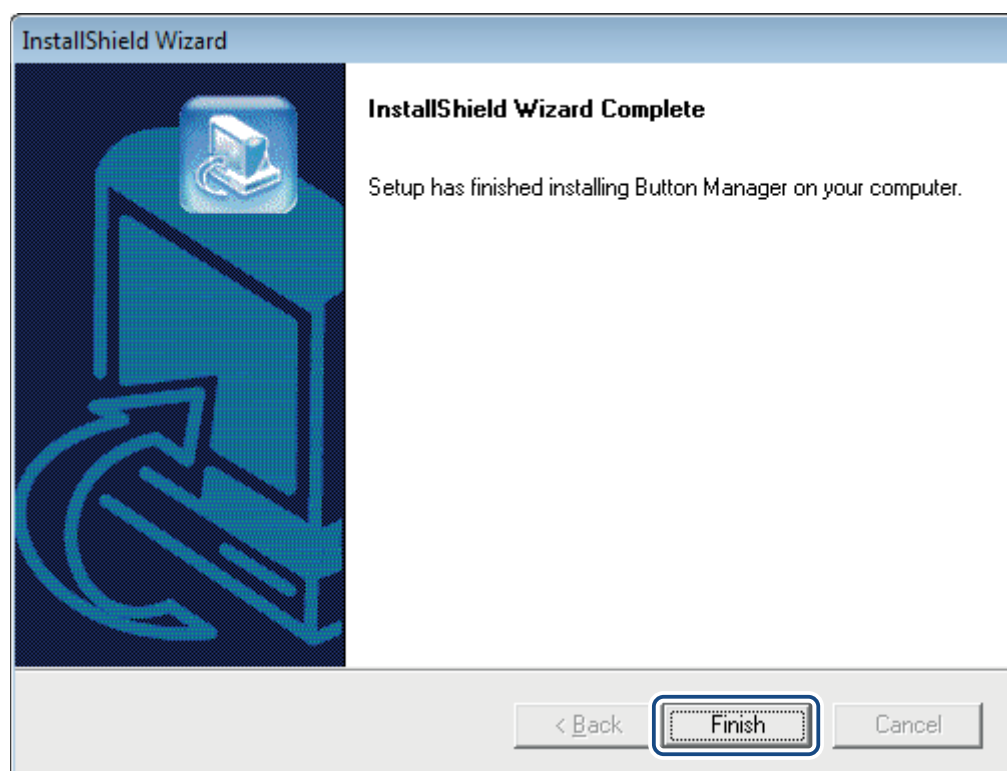 InstallShield Wizard
InstallShield Wizard Complete
Setup has finished installing Button Manager on your computer.
< Back
Finish
Cancel